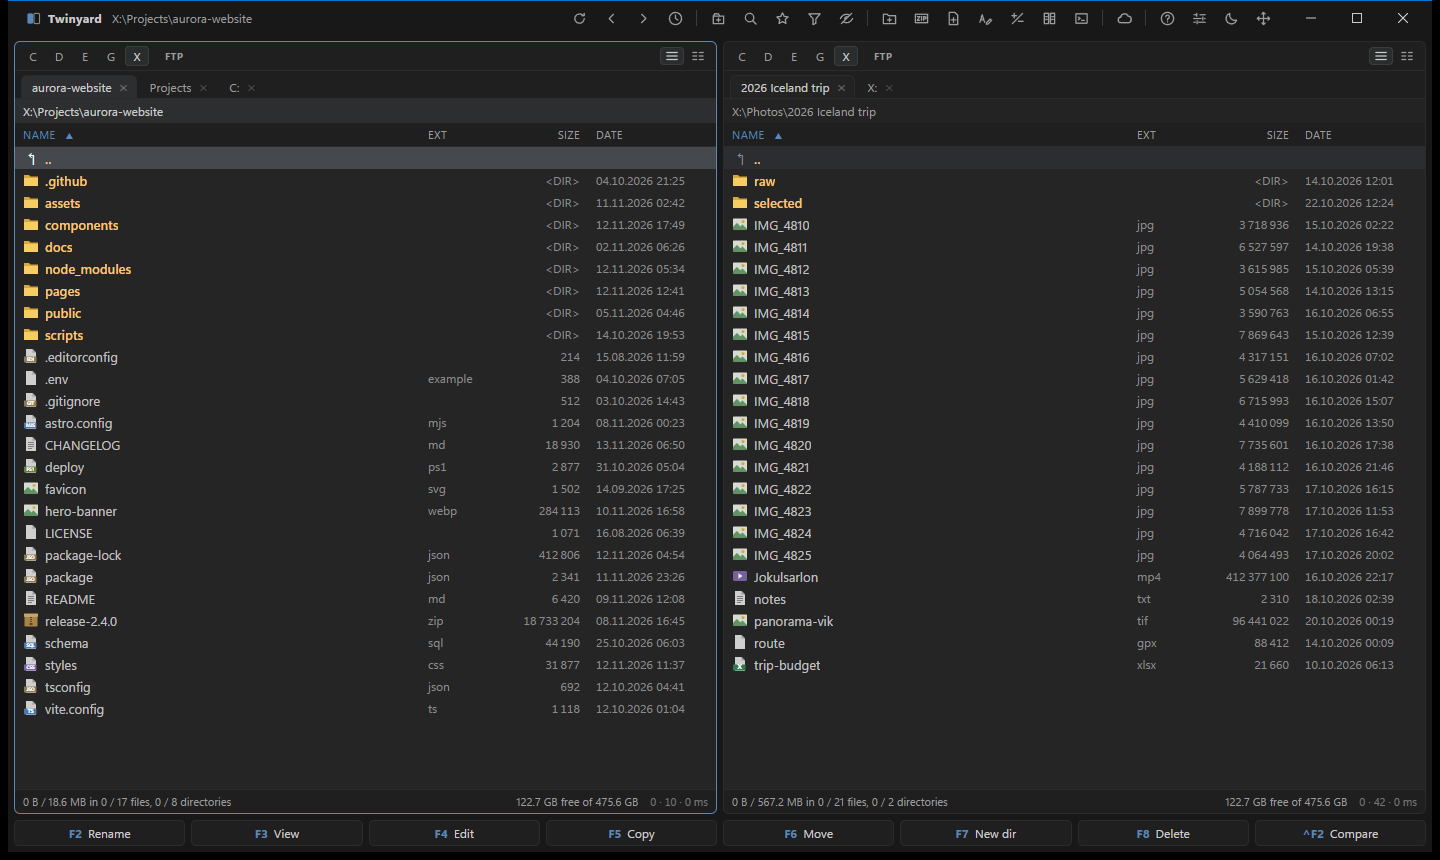 Twinyard X:\Projects\aurora-website
C D E G X FTP
aurora-website × Projects × C: ×
X:\Projects\aurora-website
NAME ▲ EXT SIZE DATE
..
.github <DIR> 04.10.2026 21:25
assets <DIR> 11.11.2026 02:42
components <DIR> 12.11.2026 17:49
docs <DIR> 02.11.2026 06:26
node_modules <DIR> 12.11.2026 05:34
pages <DIR> 12.11.2026 12:41
public <DIR> 05.11.2026 04:46
scripts <DIR> 14.10.2026 19:53
.editorconfig 214 15.08.2026 11:59
.env example 388 04.10.2026 07:05
.gitignore 512 03.10.2026 14:43
astro.config mjs 1 204 08.11.2026 00:23
CHANGELOG md 18 930 13.11.2026 06:50
deploy ps1 2 877 31.10.2026 05:04
favicon svg 1 502 14.09.2026 17:25
hero-banner webp 284 113 10.11.2026 16:58
LICENSE 1 071 16.08.2026 06:39
package-lock json 412 806 12.11.2026 04:54
package json 2 341 11.11.2026 23:26
README md 6 420 09.11.2026 12:08
release-2.4.0 zip 18 733 204 08.11.2026 16:45
schema sql 44 190 25.10.2026 06:03
styles css 31 877 12.11.2026 11:37
tsconfig json 692 12.10.2026 04:41
vite.config ts 1 118 12.10.2026 01:04
0 B / 18.6 MB in 0 / 17 files, 0 / 8 directories 122.7 GB free of 475.6 GB 0 · 10 · 0 ms
C D E G X FTP
2026 Iceland trip × X: ×
X:\Photos\2026 Iceland trip
NAME ▲ EXT SIZE DATE
..
raw <DIR> 14.10.2026 12:01
selected <DIR> 22.10.2026 12:24
IMG_4810 jpg 3 718 936 15.10.2026 02:22
IMG_4811 jpg 6 527 597 14.10.2026 19:38
IMG_4812 jpg 3 615 985 15.10.2026 05:39
IMG_4813 jpg 5 054 568 14.10.2026 13:15
IMG_4814 jpg 3 590 763 16.10.2026 06:55
IMG_4815 jpg 7 869 643 15.10.2026 12:39
IMG_4816 jpg 4 317 151 16.10.2026 07:02
IMG_4817 jpg 5 629 418 16.10.2026 01:42
IMG_4818 jpg 6 715 993 16.10.2026 15:07
IMG_4819 jpg 4 410 099 16.10.2026 13:50
IMG_4820 jpg 7 735 601 16.10.2026 17:38
IMG_4821 jpg 4 188 112 16.10.2026 21:46
IMG_4822 jpg 5 787 733 17.10.2026 16:15
IMG_4823 jpg 7 899 778 17.10.2026 11:53
IMG_4824 jpg 4 716 042 17.10.2026 16:42
IMG_4825 jpg 4 064 493 17.10.2026 20:02
Jokulsarlon mp4 412 377 100 16.10.2026 22:17
notes txt 2 310 18.10.2026 02:39
panorama-vik tif 96 441 022 20.10.2026 00:19
route gpx 88 412 14.10.2026 00:09
trip-budget xlsx 21 660 10.10.2026 06:13
0 B / 567.2 MB in 0 / 21 files, 0 / 2 directories 122.7 GB free of 475.6 GB 0 · 42 · 0 ms
F2 Rename F3 View F4 Edit F5 Copy F6 Move F7 New dir F8 Delete ^F2 Compare